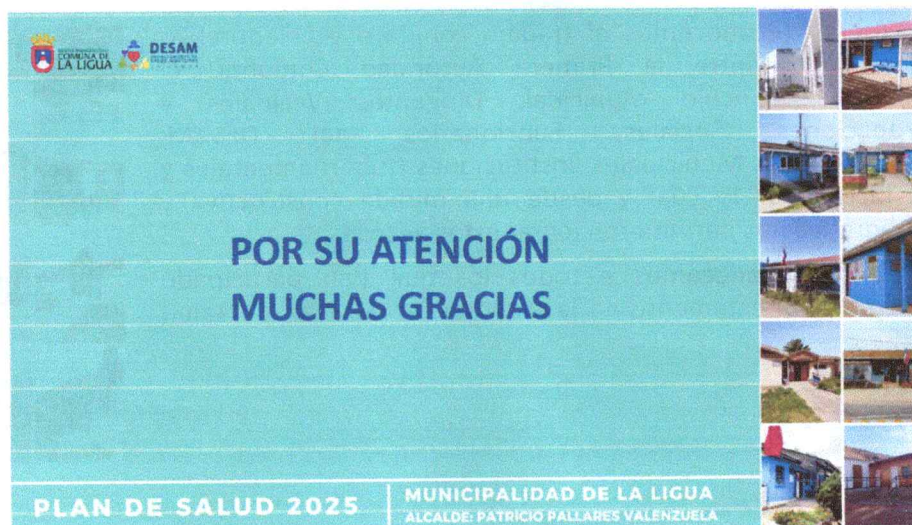 COMUNA DE
LA LIGUA
DESAM
POR SU ATENCIÓN
MUCHAS GRACIAS
PLAN DE SALUD 2025
MUNICIPALIDAD DE LA LIGUA
ALCALDE: PATRICIO PALLARES VALENZUELA